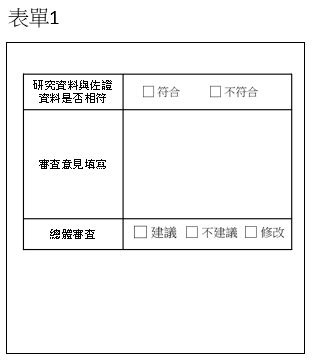 表單1
研究資料與佐證
資料是否相符
□符合 □不符合
審查意見填寫
總體審查
□建議 □不建議 □修改